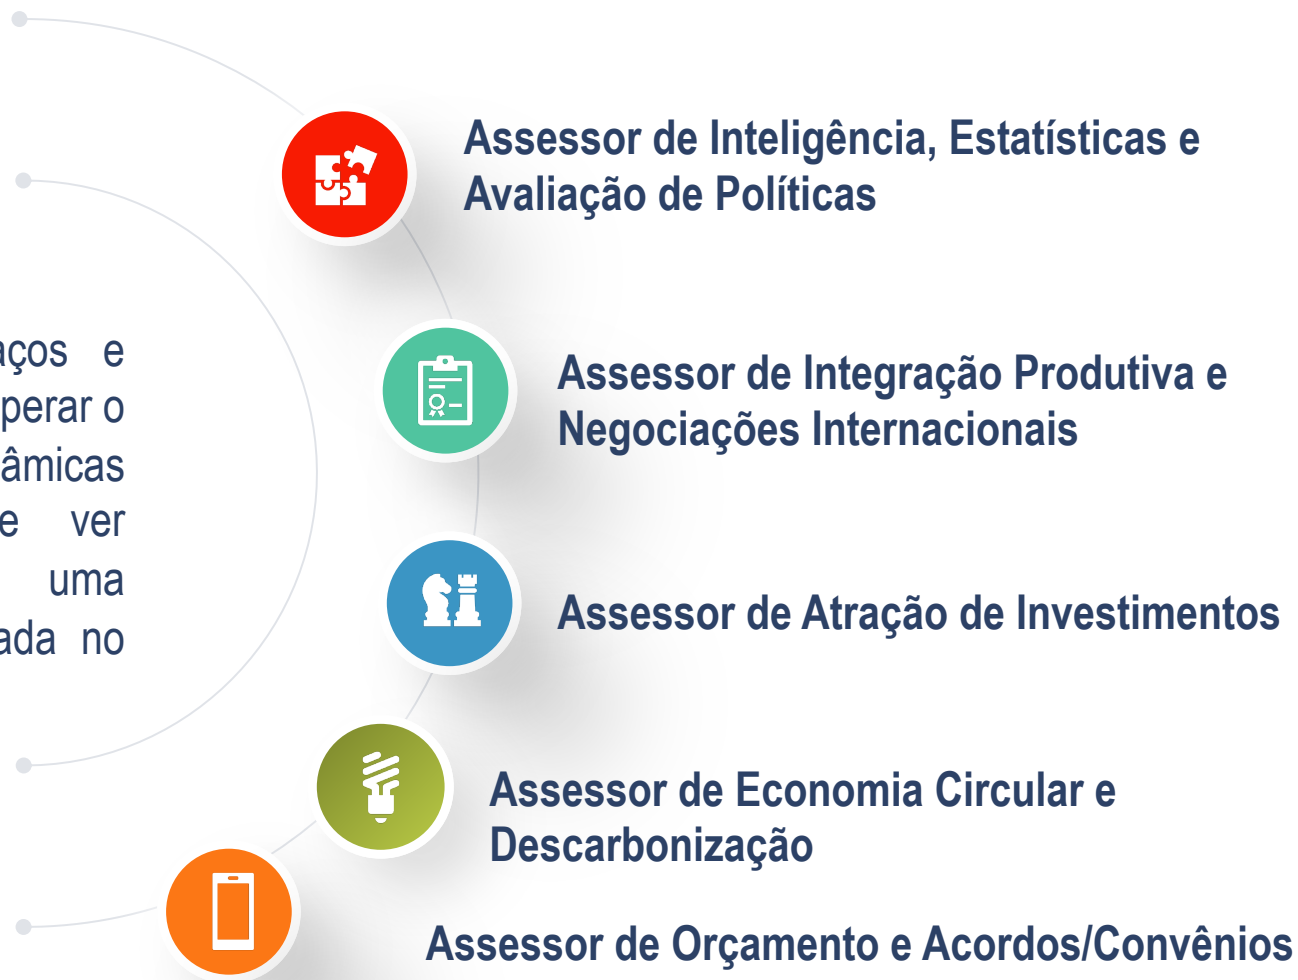 Assessor de Inteligência, Estatísticas e
Avaliação de Políticas
e
perar o
âmicas
e ver
uma
ada no
Assessor de Integração Produtiva e
Negociações Internacionais
Assessor de Atração de Investimentos
Assessor de Economia Circular e
Descarbonização
Assessor de Orçamento e Acordos/Convênios